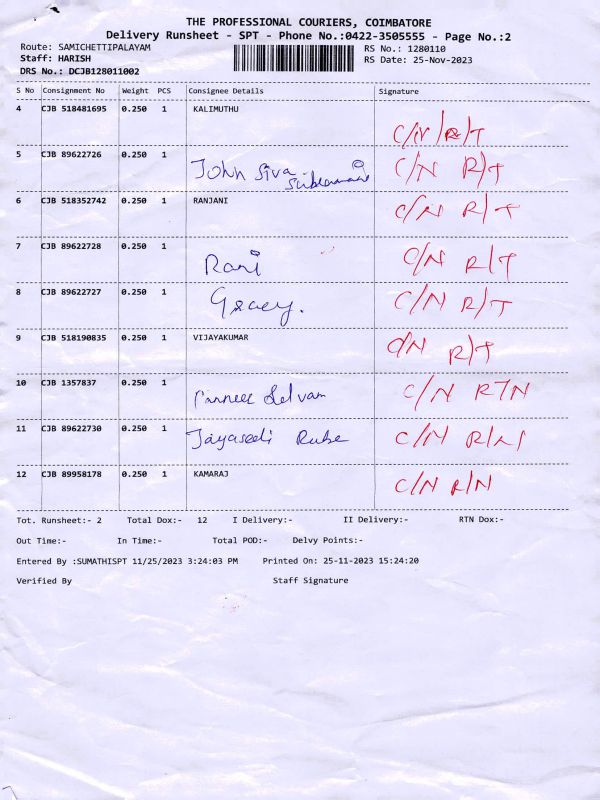 THE PROFESSIONAL COURIERS, COIMBATORE
Delivery Runsheet - SPT - Phone No.:0422-3505555 - Page No.:2
Route: SAMICHETTIPALAYAM RS No.: 1280110
Staff: HARISH RS Date: 25-Nov-2023
DRS No.: DCJB128011002
S No Consignment No Weight PCS Consignee Details Signature
4 CJB 518481695 0.250 1 KALIMUTHU
C/N/R/T
5 CJB 89622726 0.250 1 John Siva C/N R/T
6 CJB 518352742 0.250 1 RANJANI C/N R/T
7 CJB 89622728 0.250 1 Rani C/N R/T
8 CJB 89622727 0.250 1 Gracy. C/N R/T
9 CJB 518190835 0.250 1 VIJAYAKUMAR C/N R/T
10 CJB 1357837 0.250 1 Selvam C/N R7N
11 CJB 89622730 0.250 1 Rube C/N
12 CJB 89958178 0.250 1 KAMARAJ C/N R/N
Tot. Runsheet:- 2 Total Dox:- 12 I Delivery:- II Delivery:- RTN Dox:-
Out Time:- In Time:- Total POD:- Delvy Points:-
Entered By :SUMATHISPT 11/25/2023 3:24:03 PM Printed On: 25-11-2023 15:24:20
Verified By Staff Signature